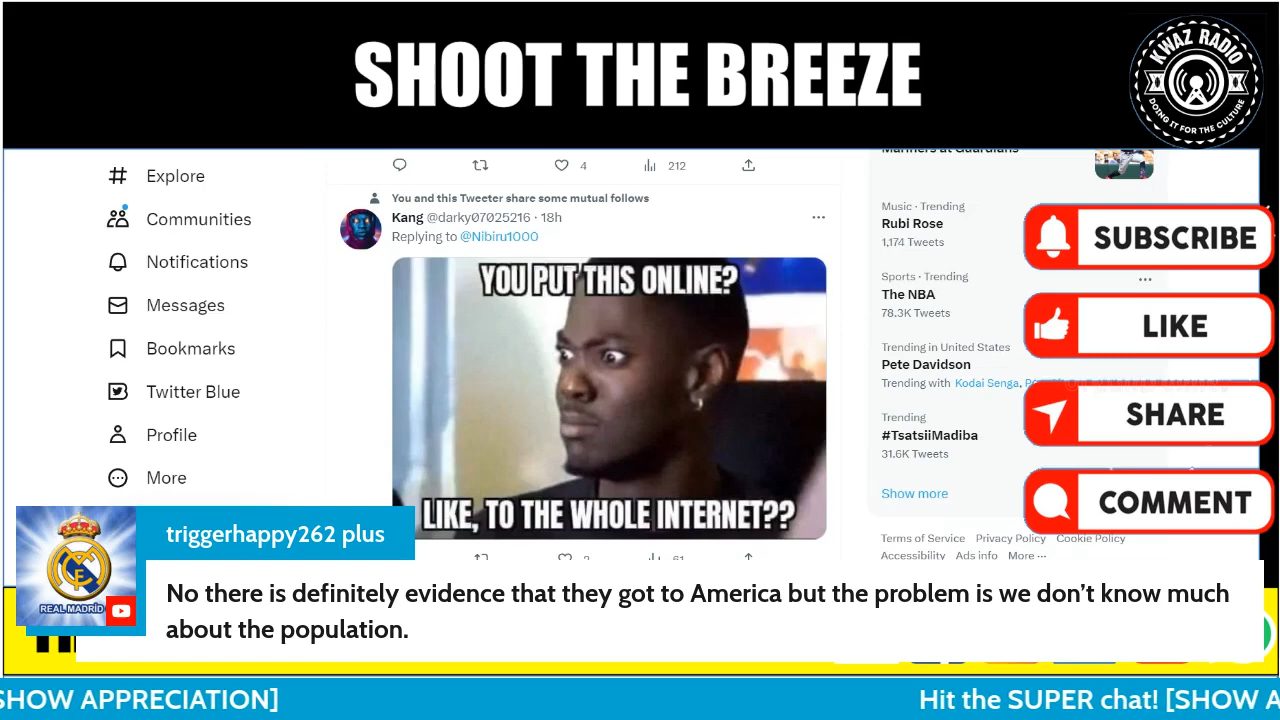 SHOOT THE BREEZE
KWAZ RADIO
DOING IT FOR THE CULTURE
Explore
Communities
Notifications
Messages
Bookmarks
Twitter Blue
Profile
More
4
212
You and this Tweeter share some mutual follows
Kang @darky07025216 · 18h
Replying to @Nibiru1000
YOU PUT THIS ONLINE?
LIKE, TO THE WHOLE INTERNET??
2
61
Mariners at Guardians
Music · Trending
Rubi Rose
1,174 Tweets
Sports · Trending
The NBA
78.3K Tweets
Trending in United States
Pete Davidson
Trending with Kodai Senga,
Trending
#TsatsiiMadiba
31.6K Tweets
Show more
Terms of Service Privacy Policy Cookie Policy
Accessibility Ads info More ···
SUBSCRIBE
LIKE
SHARE
COMMENT
REAL MADRID
triggerhappy262 plus
No there is definitely evidence that they got to America but the problem is we don’t know much
about the population.
SHOW APPRECIATION]
Hit the SUPER chat! [SHOW A